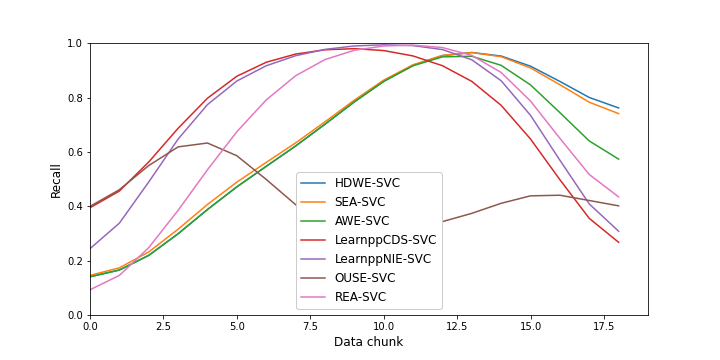 1.0
0.8
0.6
0.4
0.2
0.0
Recall
HDWE-SVC
SEA-SVC
AWE-SVC
LearnppCDS-SVC
LearnppNIE-SVC
OUSE-SVC
REA-SVC
0.0 2.5 5.0 7.5 10.0 12.5 15.0 17.5
Data chunk